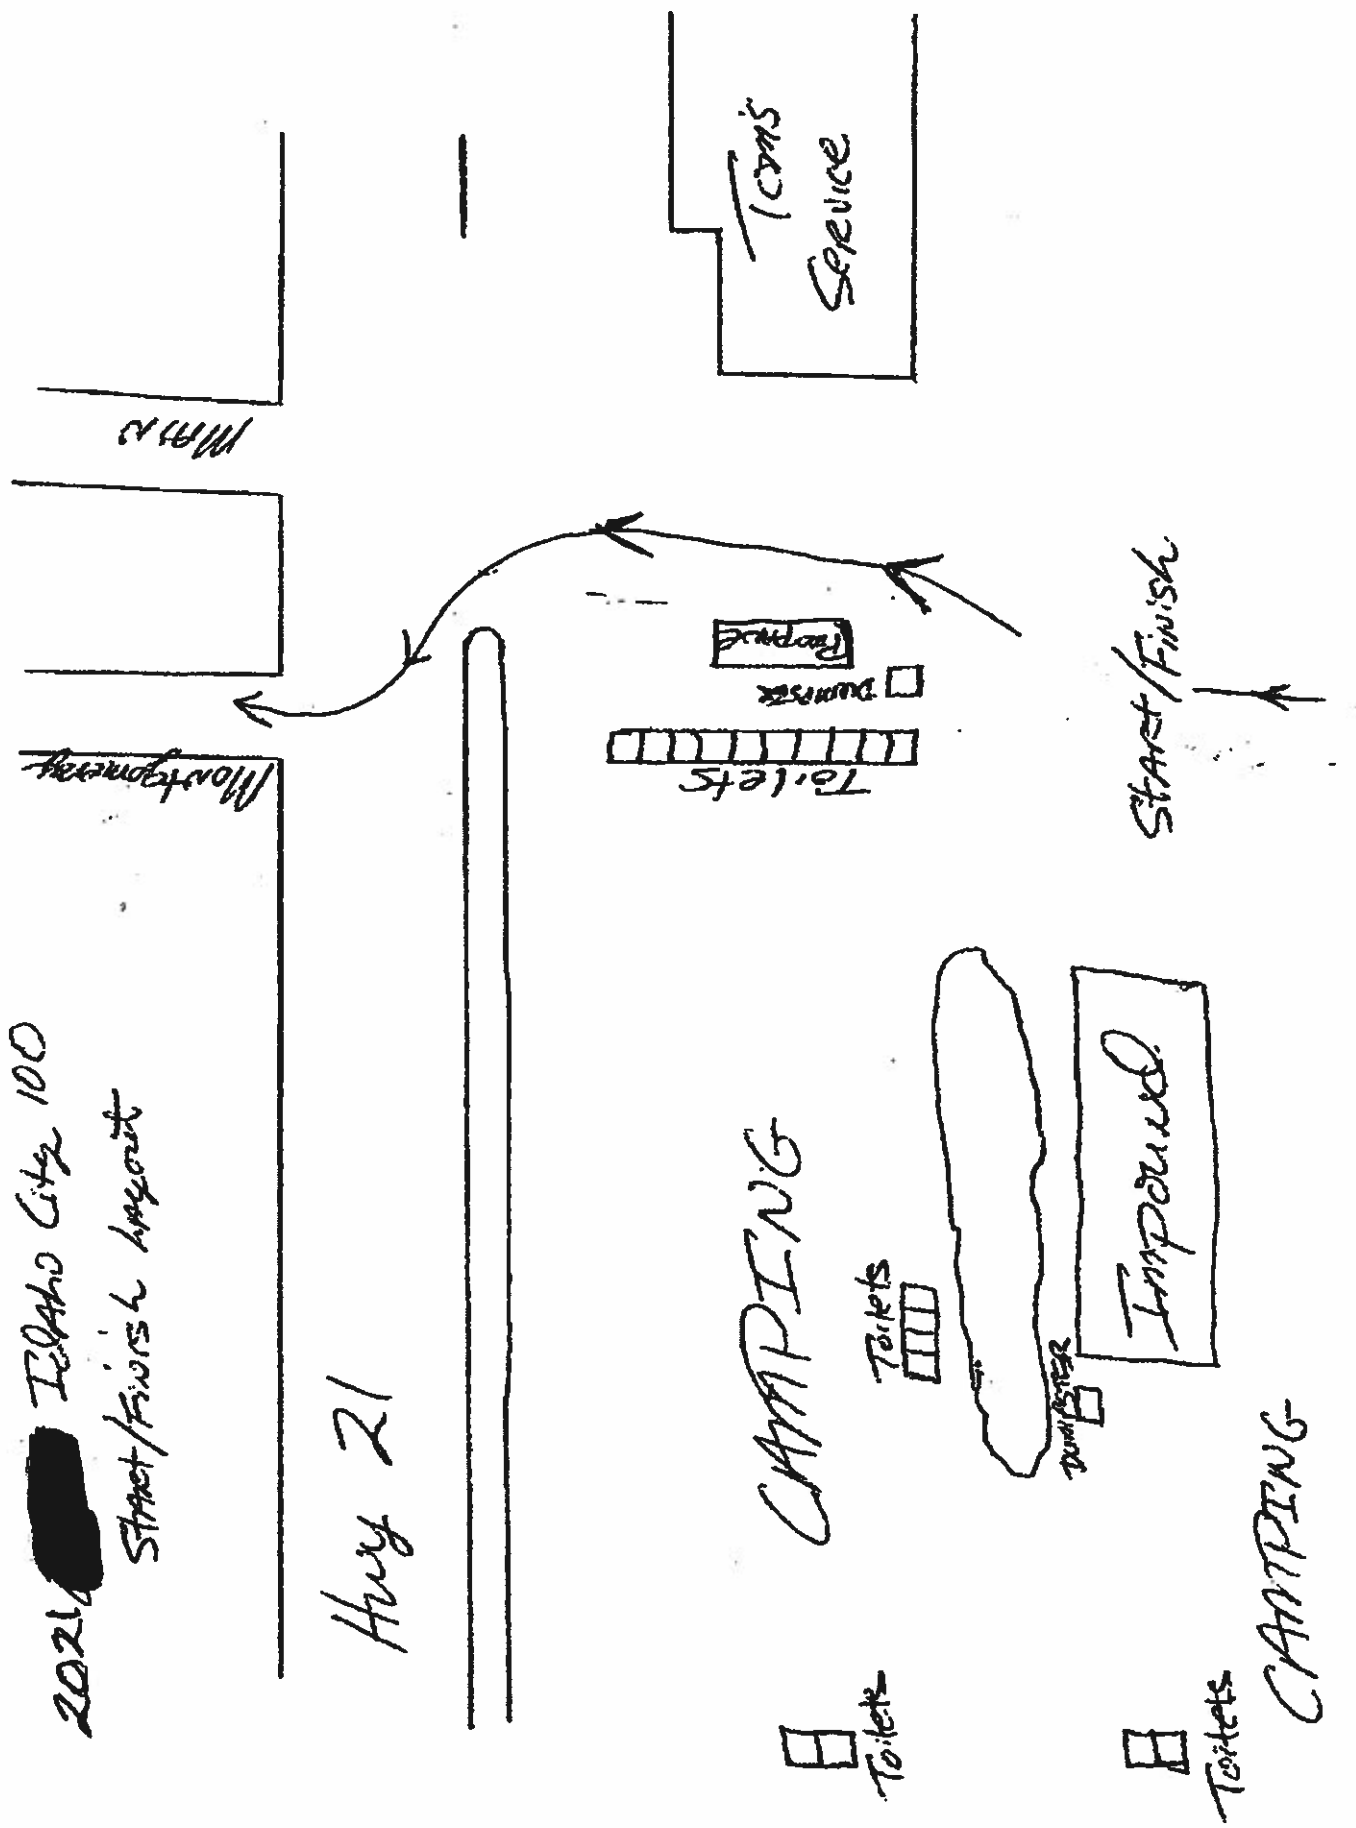 2021 Idaho City 100
Start/Finish Layout
Main
Montgomery
Hwy 21
Tom's
Service
Propane
Dumpster
Toilets
Start/Finish
CAMPING
Toilets
Impound
DUMPSTER
Toilets
Toilets
CAMPING